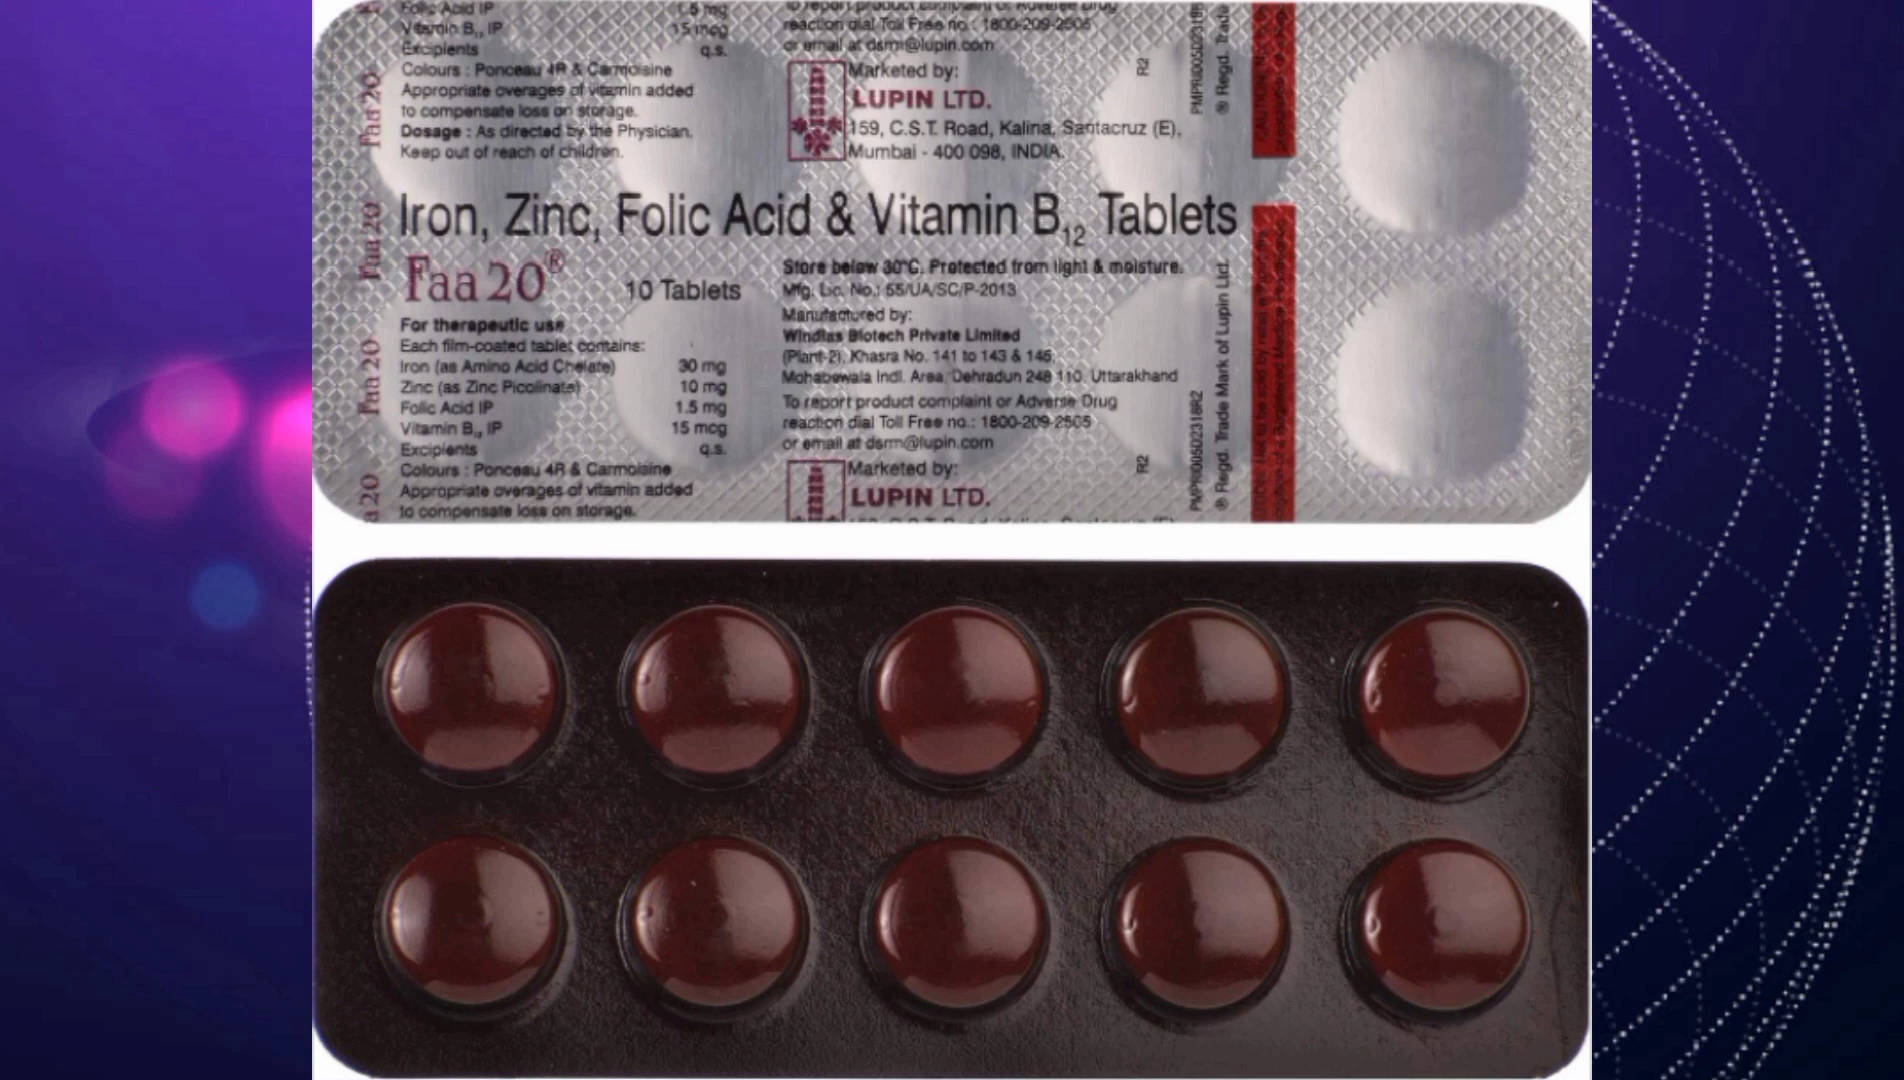 Folic Acid IP 1.5 mg
Vitamin B12 IP 15 mcg
Excipients q.s.
Colours : Ponceau 4R & Carmoisine
Appropriate overages of vitamin added
to compensate loss on storage.
Dosage : As directed by the Physician.
Keep out of reach of children.
To report product complaint or Adverse Drug
reaction dial Toll Free no.: 1800-209-2505
or email at dsrm@lupin.com
Marketed by:
LUPIN LTD.
159, C.S.T. Road, Kalina, Santacruz (E),
Mumbai - 400 098, INDIA.
R2
® Regd. Trade
Faa 20
Iron, Zinc, Folic Acid & Vitamin B12 Tablets
Faa 20®
10 Tablets
For therapeutic use
Each film-coated tablet contains:
Iron (as Amino Acid Chelate) 30 mg
Zinc (as Zinc Picolinate) 10 mg
Folic Acid IP 1.5 mg
Vitamin B12 IP 15 mcg
Excipients q.s.
Colours : Ponceau 4R & Carmoisine
Appropriate overages of vitamin added
to compensate loss on storage.
Store below 30°C. Protected from light & moisture.
Mfg. Lic. No.: 55/UA/SC/P-2013
Manufactured by:
Windlas Biotech Private Limited
(Plant-2), Khasra No. 141 to 143 & 145,
Mohabewala Indl. Area, Dehradun 248 110, Uttarakhand
To report product complaint or Adverse Drug
reaction dial Toll Free no.: 1800-209-2505
or email at dsrm@lupin.com
Marketed by:
LUPIN LTD.
R2
® Regd. Trade Mark of Lupin Ltd.
Faa 20
Faa 20
a 20